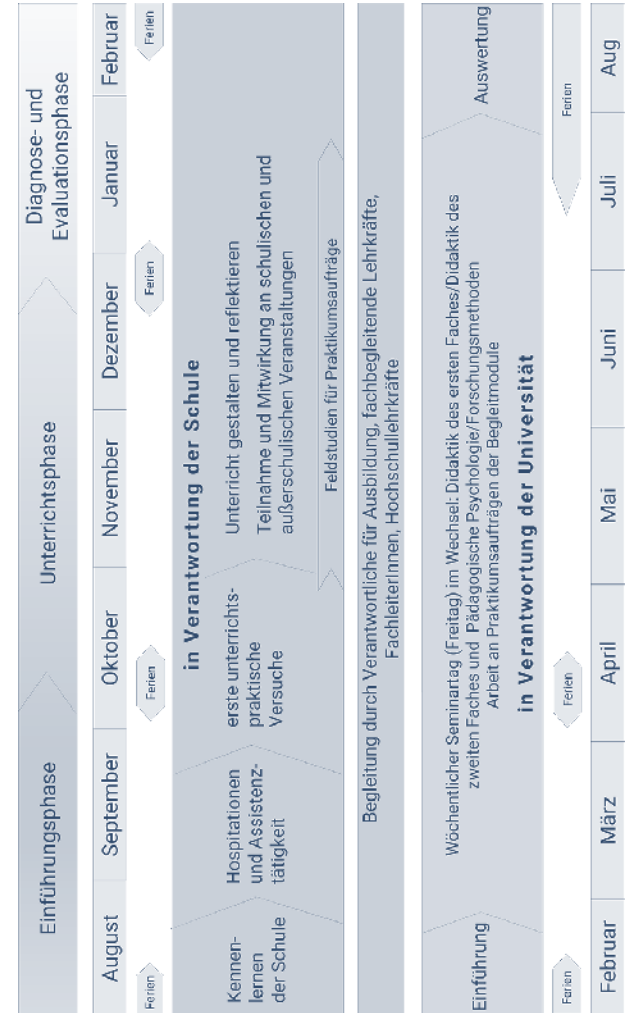 Einführungsphase
Unterrichtsphase
Diagnose- und
Evaluationsphase
August
September
Oktober
November
Dezember
Januar
Februar
Ferien
Ferien
Ferien
Ferien
in Verantwortung der Schule
Kennen-
lernen
der Schule
Hospitationen
und Assistenz-
tätigkeit
erste unterrichts-
praktische
Versuche
Unterricht gestalten und reflektieren
Teilnahme und Mitwirkung an schulischen und
außerschulischen Veranstaltungen
Feldstudien für Praktikumsaufträge
Begleitung durch Verantwortliche für Ausbildung, fachbegleitende Lehrkräfte,
FachleiterInnen, Hochschullehrkräfte
Einführung
Wöchentlicher Seminartag (Freitag) im Wechsel: Didaktik des ersten Faches/Didaktik des
zweiten Faches und Pädagogische Psychologie/Forschungsmethoden
Arbeit an Praktikumsaufträgen der Begleitmodule
in Verantwortung der Universität
Auswertung
Ferien
Ferien
Ferien
Februar
März
April
Mai
Juni
Juli
Aug